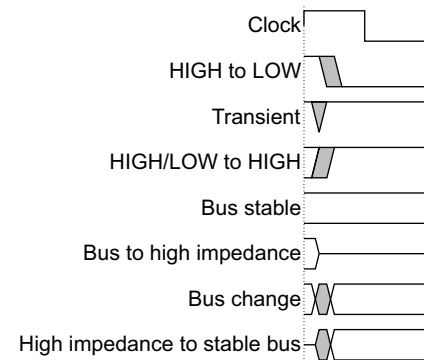 Clock
HIGH to LOW
Transient
HIGH/LOW to HIGH
Bus stable
Bus to high impedance
Bus change
High impedance to stable bus